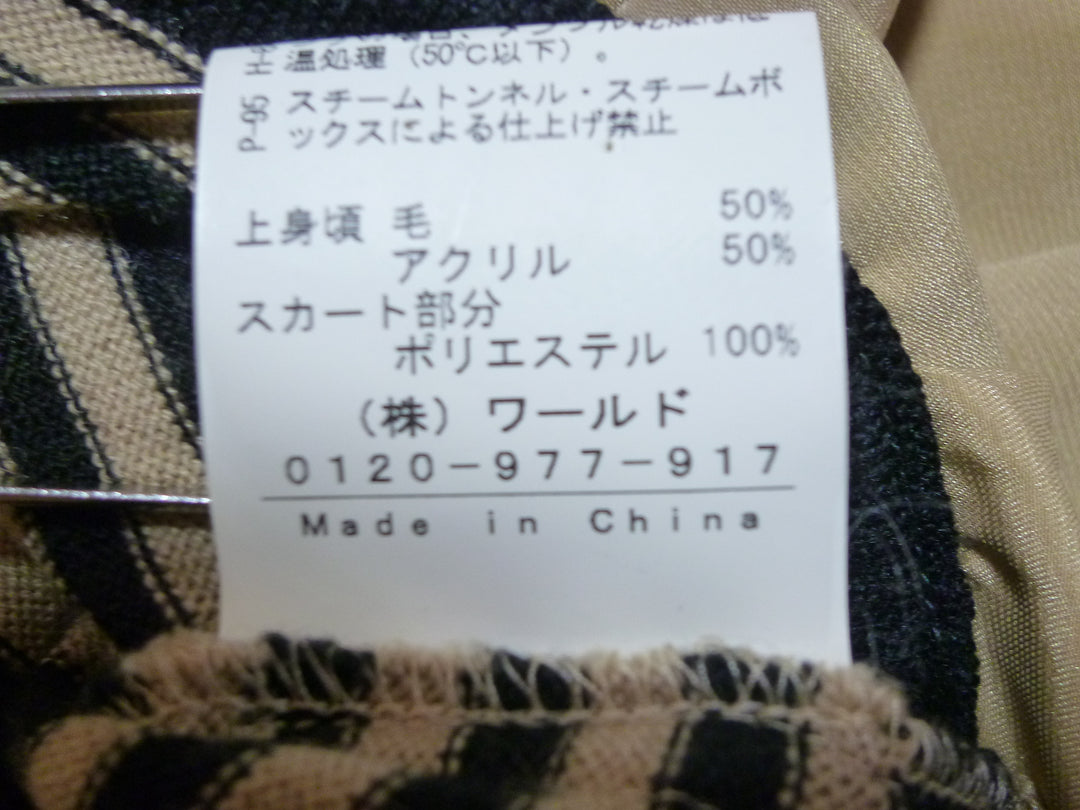 温処理（50℃以下）。
P-95 スチームトンネル・スチームボ
ックスによる仕上げ禁止
上身頃 毛 50%
アクリル 50%
スカート部分
ポリエステル 100%
（株）ワールド
0120-977-917
Made in China